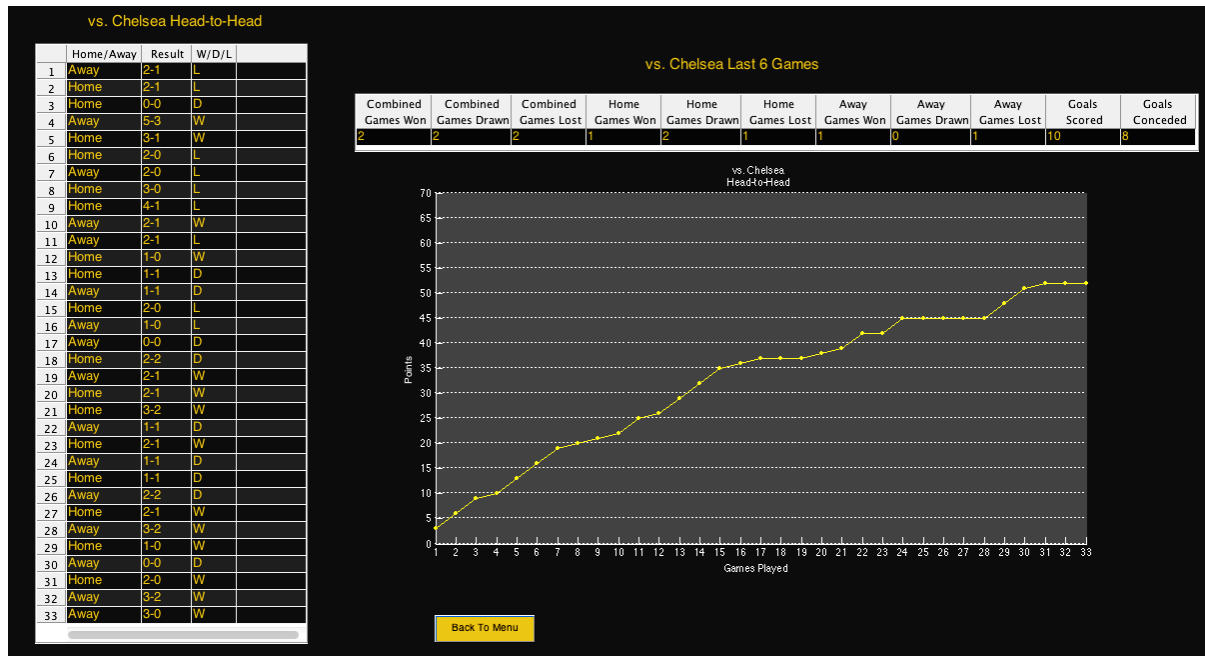 vs. Chelsea Head-to-Head
Home/Away Result W/D/L
1 Away 2-1 L
2 Home 2-1 L
3 Home 0-0 D
4 Away 5-3 W
5 Home 3-1 W
6 Home 2-0 L
7 Away 2-0 L
8 Home 3-0 L
9 Home 4-1 L
10 Away 2-1 W
11 Away 2-1 L
12 Home 1-0 W
13 Home 1-1 D
14 Away 1-1 D
15 Home 2-0 L
16 Away 1-0 L
17 Away 0-0 D
18 Home 2-2 D
19 Away 2-1 W
20 Home 2-1 W
21 Home 3-2 W
22 Away 1-1 D
23 Home 2-1 W
24 Away 1-1 D
25 Home 1-1 D
26 Away 2-2 D
27 Home 2-1 W
28 Away 3-2 W
29 Home 1-0 W
30 Away 0-0 D
31 Home 2-0 W
32 Away 3-2 W
33 Away 3-0 W
vs. Chelsea Last 6 Games
Combined Combined Combined Home Home Home Away Away Away Goals Goals
Games Won Games Drawn Games Lost Games Won Games Drawn Games Lost Games Won Games Drawn Games Lost Scored Conceded
2 2 2 1 2 1 1 0 1 10 8
vs. Chelsea
Head-to-Head
70
65
60
55
50
45
40
35
30
25
20
15
10
5
0
Points
1 2 3 4 5 6 7 8 9 10 11 12 13 14 15 16 17 18 19 20 21 22 23 24 25 26 27 28 29 30 31 32 33
Games Played
Back To Menu